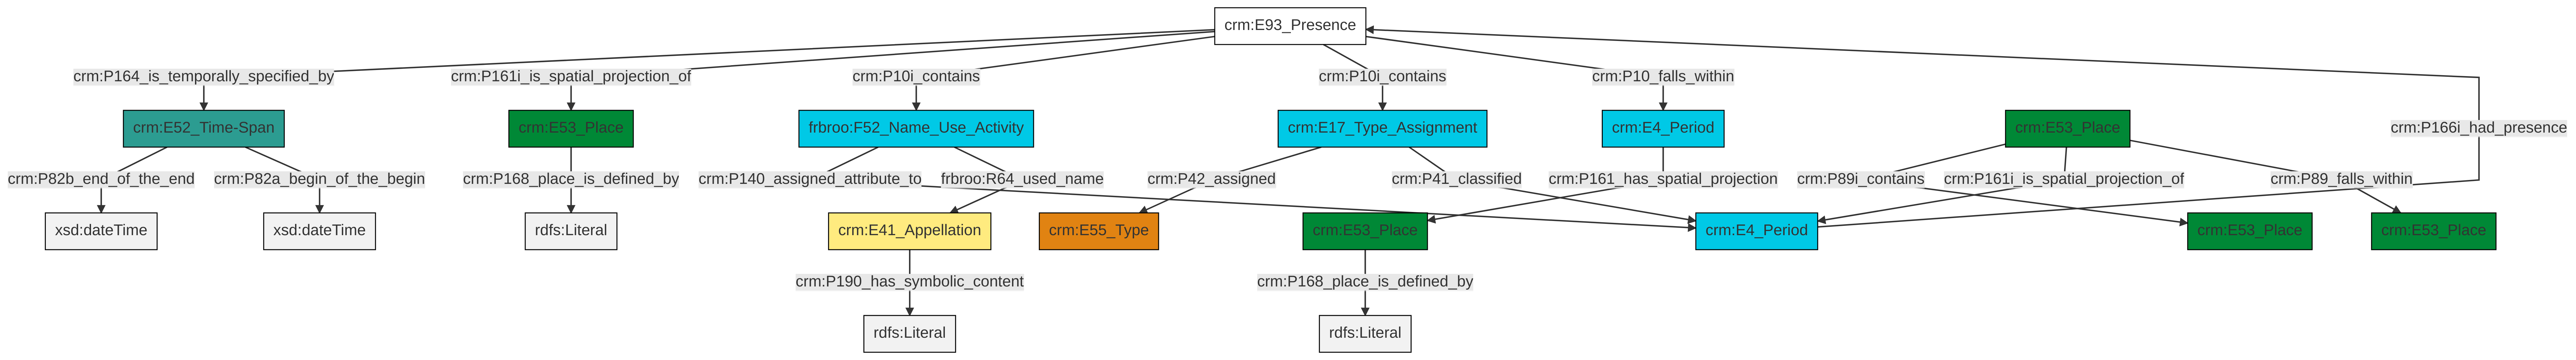 crm:E93_Presence
crm:P164_is_temporally_specified_by
crm:P161i_is_spatial_projection_of
crm:P10i_contains
crm:P10i_contains
crm:P10_falls_within
crm:E52_Time-Span
crm:E53_Place
frbroo:F52_Name_Use_Activity
crm:E17_Type_Assignment
crm:E4_Period
crm:E53_Place
crm:P166i_had_presence
crm:P82b_end_of_the_end
crm:P82a_begin_of_the_begin
crm:P168_place_is_defined_by
crm:P140_assigned_attribute_to
frbroo:R64_used_name
crm:P42_assigned
crm:P41_classified
crm:P161_has_spatial_projection
crm:P89i_contains
crm:P161i_is_spatial_projection_of
crm:P89_falls_within
xsd:dateTime
xsd:dateTime
rdfs:Literal
crm:E41_Appellation
crm:E55_Type
crm:E53_Place
crm:E4_Period
crm:E53_Place
crm:E53_Place
crm:P190_has_symbolic_content
crm:P168_place_is_defined_by
rdfs:Literal
rdfs:Literal